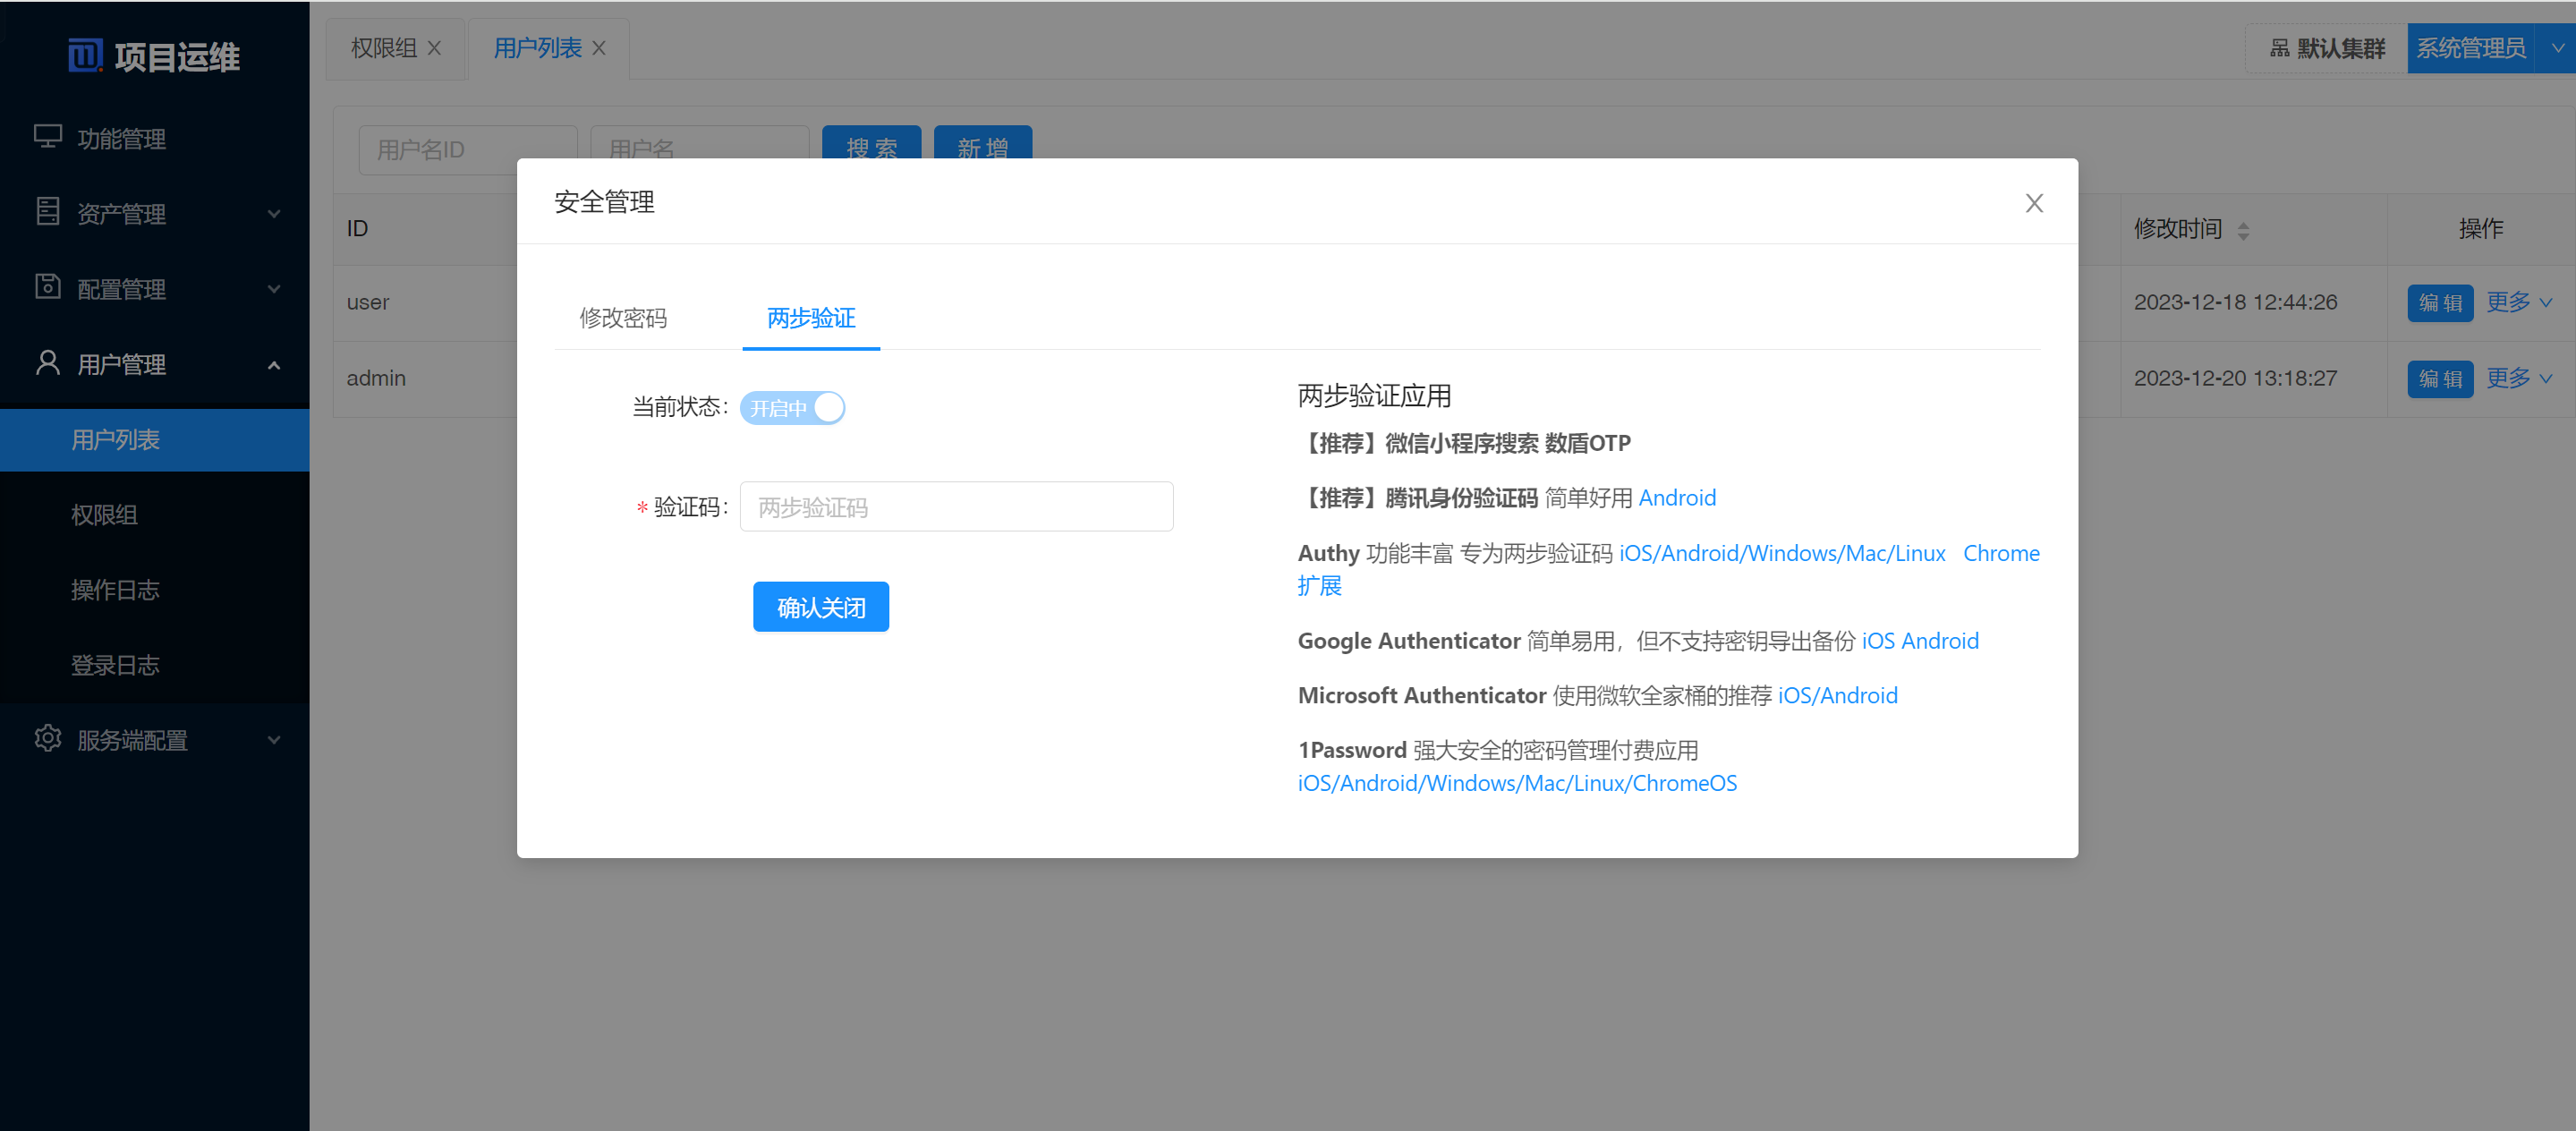 项目运维
功能管理
资产管理
配置管理
用户管理
用户列表
权限组
操作日志
登录日志
服务端配置
权限组
用户列表
默认集群
系统管理员
用户名ID
用户名
搜 索
新 增
ID
修改时间
操作
user
2023-12-18 12:44:26
编 辑
更多
admin
2023-12-20 13:18:27
编 辑
更多
安全管理
修改密码
两步验证
当前状态：
开启中
* 验证码：
两步验证码
确认关闭
两步验证应用
【推荐】微信小程序搜索 数盾OTP
【推荐】腾讯身份验证码 简单好用 Android
Authy 功能丰富 专为两步验证码 iOS/Android/Windows/Mac/Linux Chrome
扩展
Google Authenticator 简单易用，但不支持密钥导出备份 iOS Android
Microsoft Authenticator 使用微软全家桶的推荐 iOS/Android
1Password 强大安全的密码管理付费应用
iOS/Android/Windows/Mac/Linux/ChromeOS